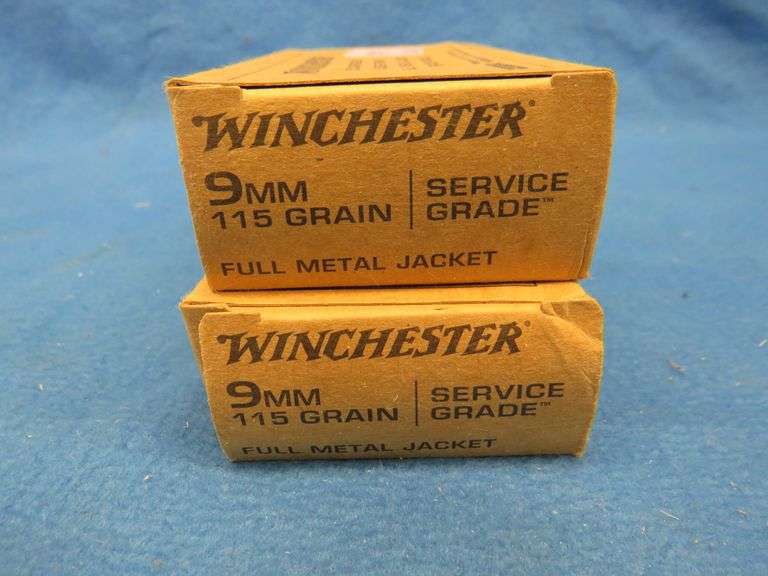 WINCHESTER®
9MM
115 GRAIN
SERVICE
GRADE™
FULL METAL JACKET
WINCHESTER®
9MM
115 GRAIN
SERVICE
GRADE™
FULL METAL JACKET